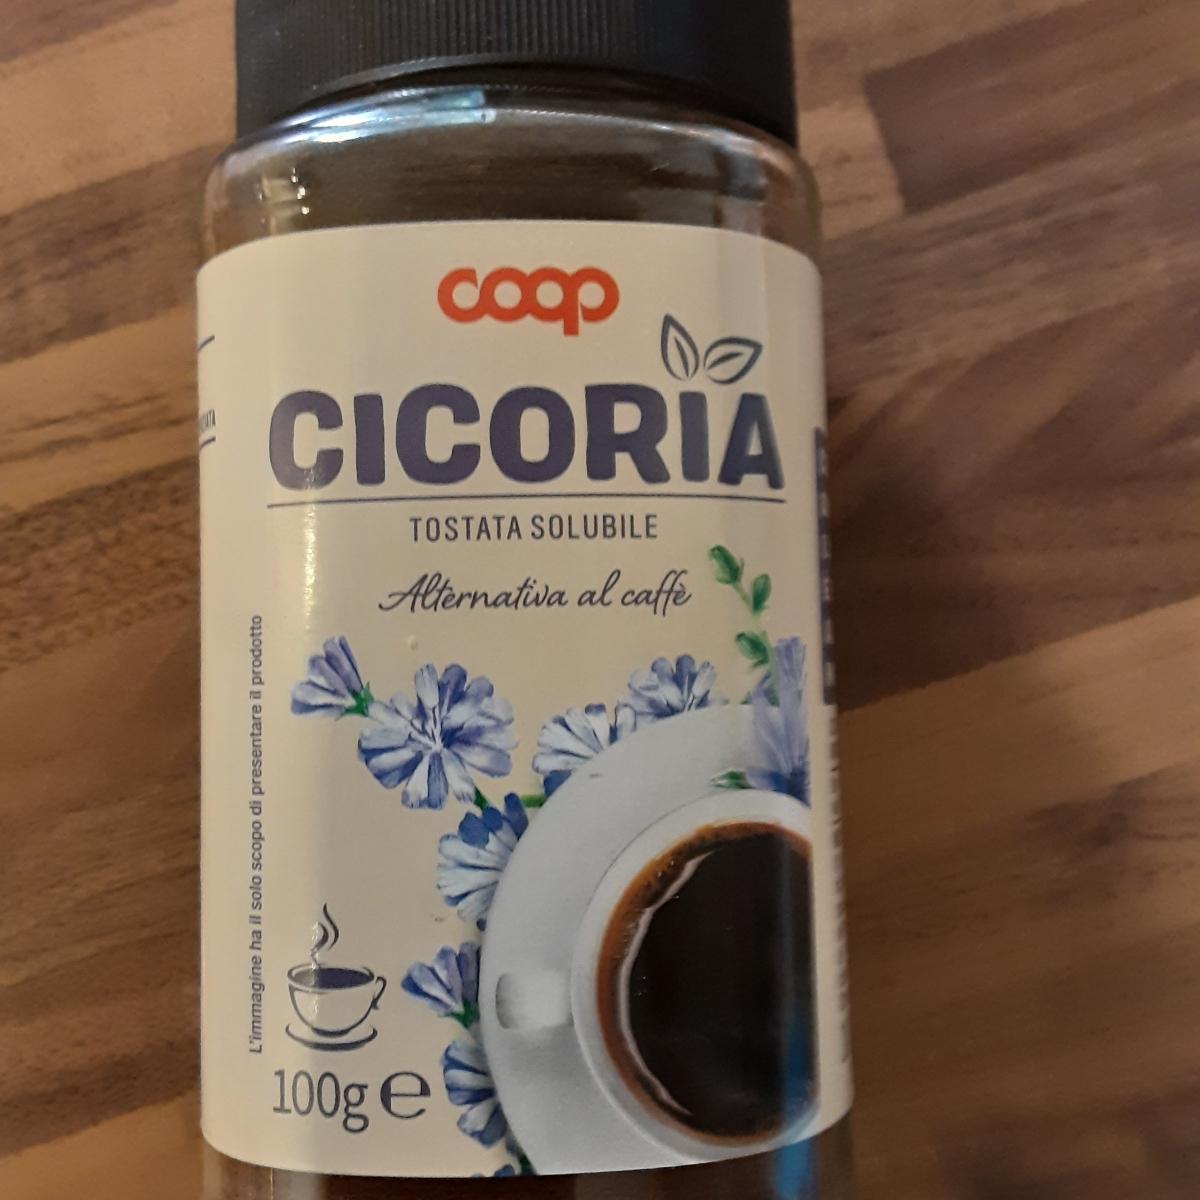 coop
CICORIA
TOSTATA SOLUBILE
Alternativa al caffè
L'immagine ha il solo scopo di presentare il prodotto
100g e